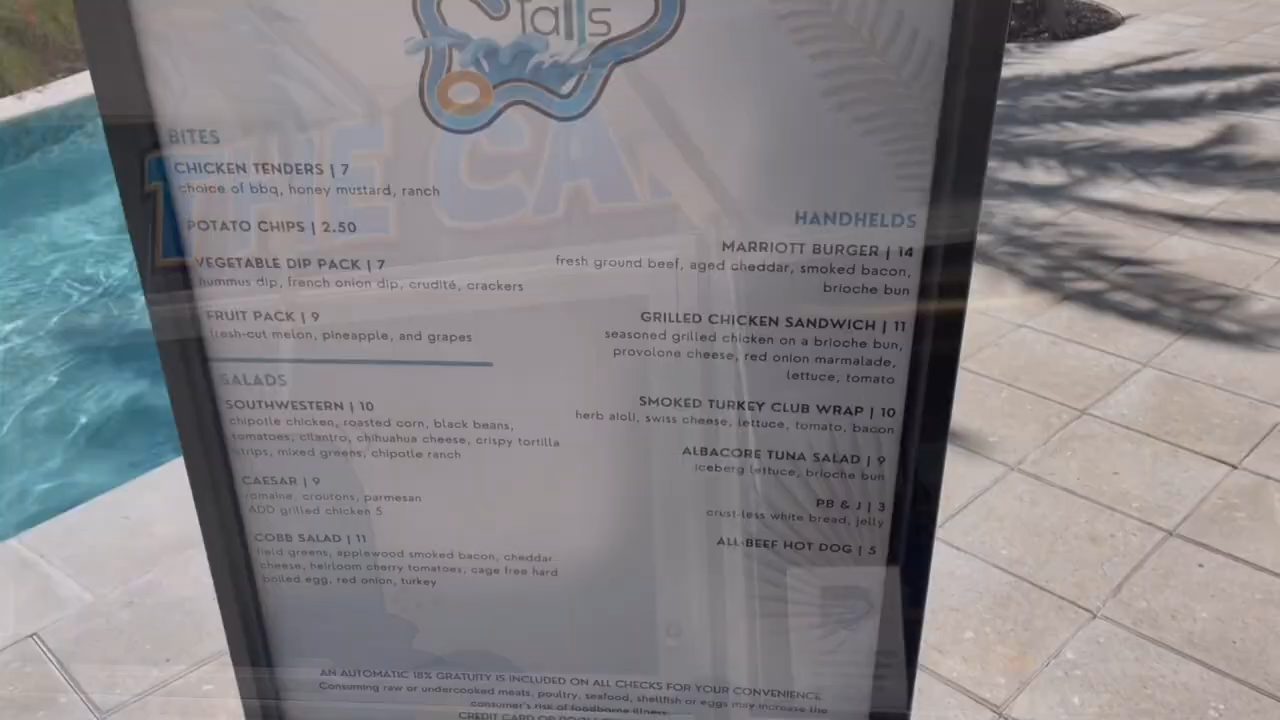 falls
THE CA
BITES
CHICKEN TENDERS | 7
choice of bbq, honey mustard, ranch
POTATO CHIPS | 2.50
VEGETABLE DIP PACK | 7
hummus dip, french onion dip, crudité, crackers
FRUIT PACK | 9
fresh-cut melon, pineapple, and grapes
SALADS
SOUTHWESTERN | 10
chipotle chicken, roasted corn, black beans,
tomatoes, cilantro, chihuahua cheese, crispy tortilla
strips, mixed greens, chipotle ranch
CAESAR | 9
romaine, croutons, parmesan
ADD grilled chicken 5
COBB SALAD | 11
field greens, applewood smoked bacon, cheddar
cheese, heirloom cherry tomatoes, cage free hard
boiled egg, red onion, turkey
HANDHELDS
MARRIOTT BURGER | 14
fresh ground beef, aged cheddar, smoked bacon,
brioche bun
GRILLED CHICKEN SANDWICH | 11
seasoned grilled chicken on a brioche bun,
provolone cheese, red onion marmalade,
lettuce, tomato
SMOKED TURKEY CLUB WRAP | 10
herb aioli, swiss cheese, lettuce, tomato, bacon
ALBACORE TUNA SALAD | 9
iceberg lettuce, brioche bun
PB & J | 3
crust-less white bread, jelly
ALL-BEEF HOT DOG | 5
AN AUTOMATIC 18% GRATUITY IS INCLUDED ON ALL CHECKS FOR YOUR CONVENIENCE.
Consuming raw or undercooked meats, poultry, seafood, shellfish or eggs may increase the
consumer's risk of foodborne illness.
CREDIT CARD OR